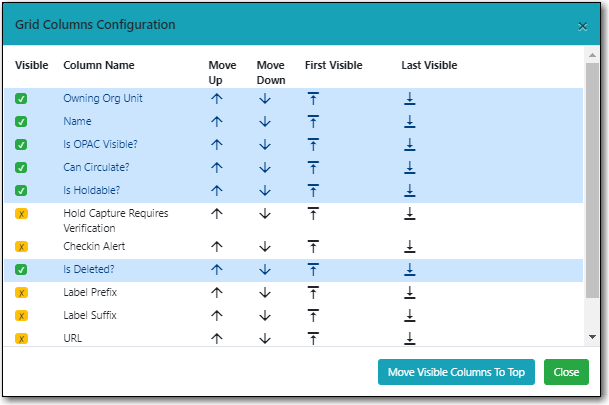 Grid Columns Configuration ×
Visible Column Name Move Up Move Down First Visible Last Visible
Owning Org Unit
Name
Is OPAC Visible?
Can Circulate?
Is Holdable?
x Hold Capture Requires
Verification
x Checkin Alert
Is Deleted?
x Label Prefix
x Label Suffix
x URL
Move Visible Columns To Top Close